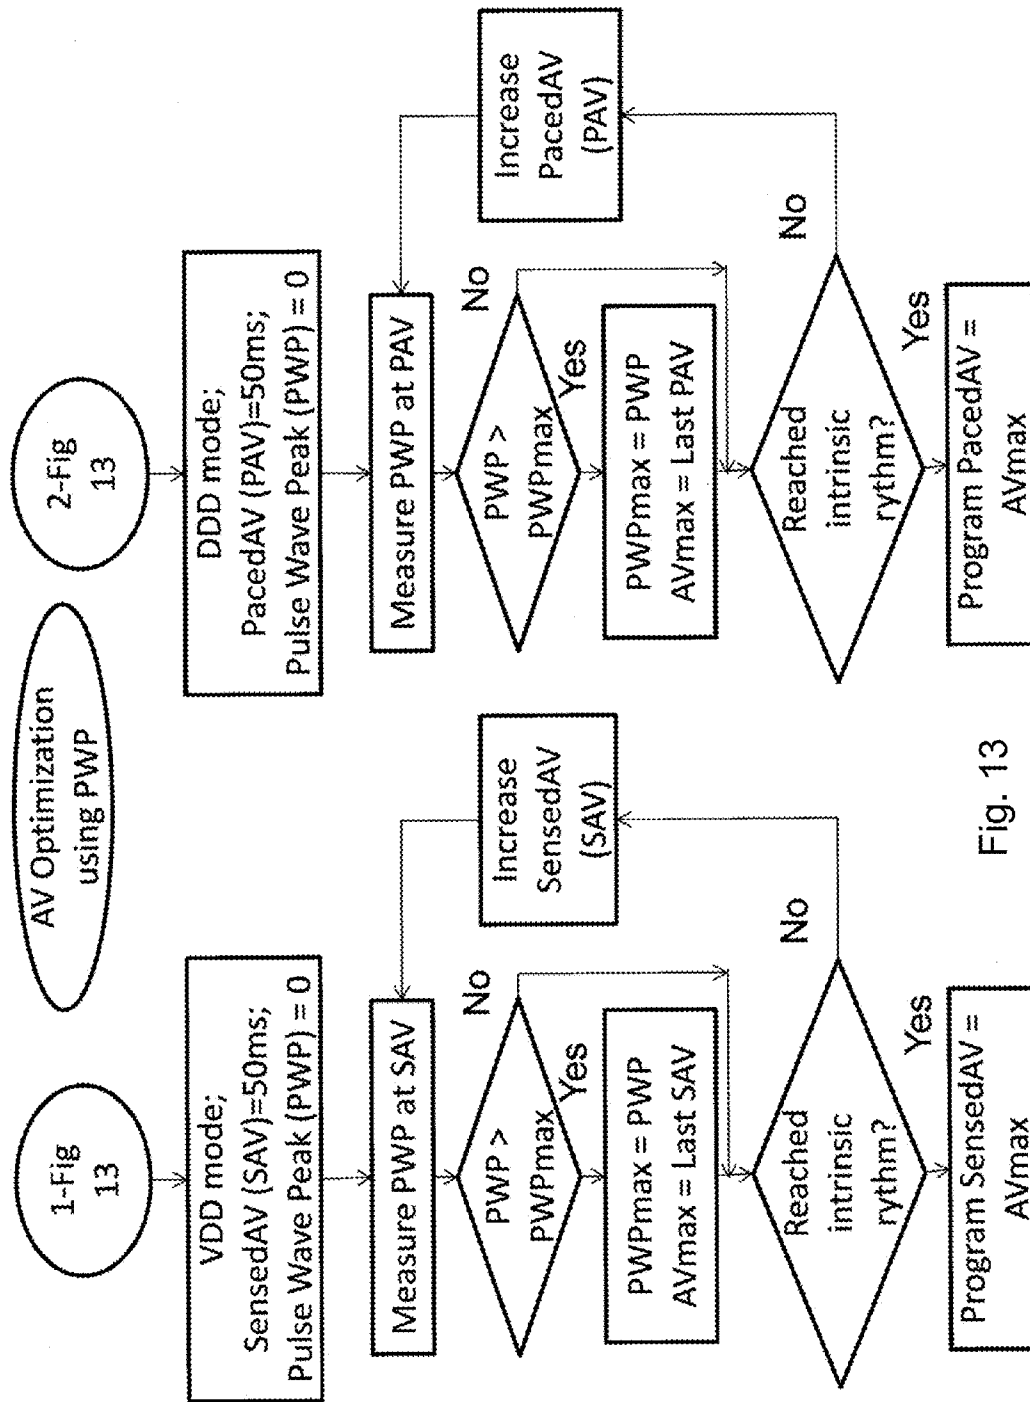 AV Optimization
using PWP
1-Fig
13
VDD mode;
SensedAV (SAV)=50ms;
Pulse Wave Peak (PWP) = 0
Measure PWP at SAV
PWP >
PWPmax
No
Yes
PWPmax = PWP
AVmax = Last SAV
Increase
SensedAV
(SAV)
Reached
intrinsic
rythm?
No
Yes
Program SensedAV =
AVmax
2-Fig
13
DDD mode;
PacedAV (PAV)=50ms;
Pulse Wave Peak (PWP) = 0
Measure PWP at PAV
PWP >
PWPmax
No
Yes
PWPmax = PWP
AVmax = Last PAV
Increase
PacedAV
(PAV)
Reached
intrinsic
rythm?
No
Yes
Program PacedAV =
AVmax
Fig. 13